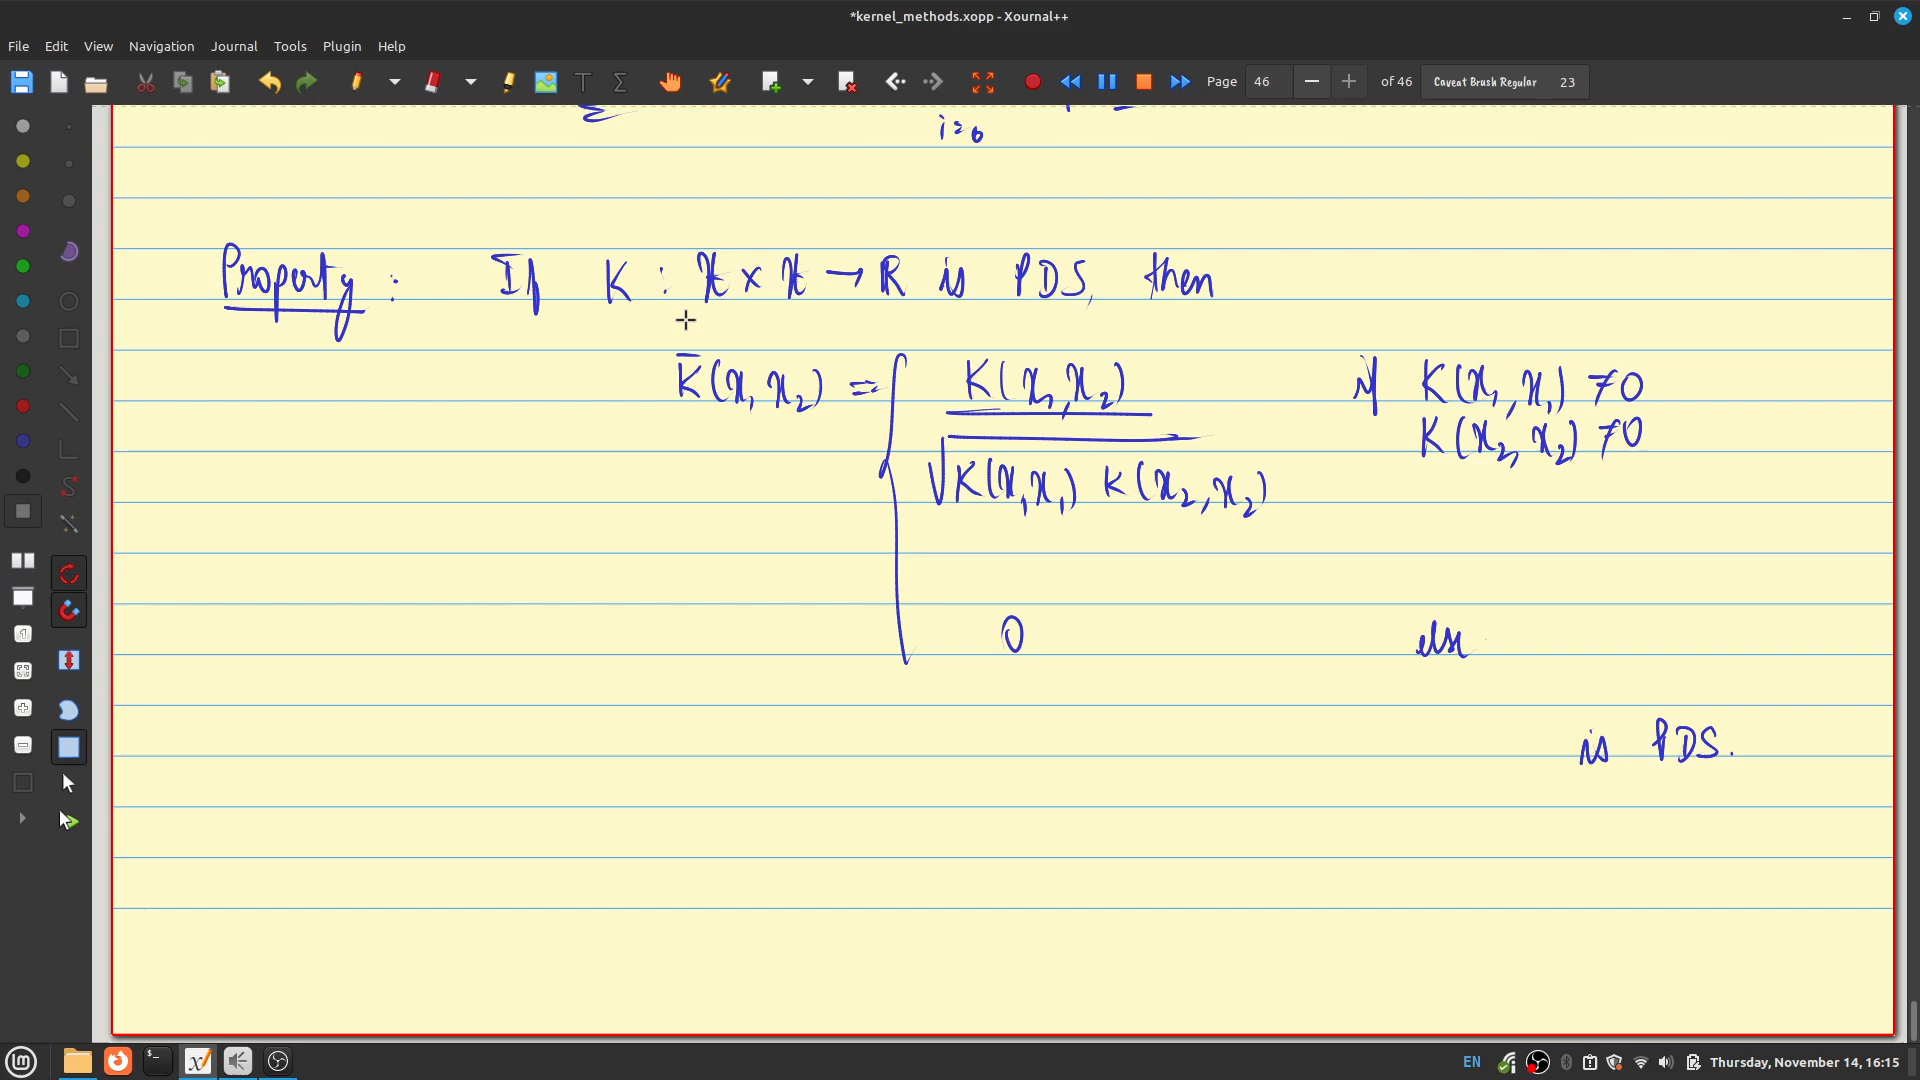 *kernel_methods.xopp - Xournal++
File Edit View Navigation Journal Tools Plugin Help
Page 46 of 46 Caveat Brush Regular 23
i=0
Property : If K : X × X → R is PDS, then
K̄(x₁, x₂) = { K(x₁, x₂) / √K(x₁, x₁) K(x₂, x₂) if K(x₁, x₁) ≠ 0
K(x₂, x₂) ≠ 0
0 else
is PDS.
EN Thursday, November 14, 16:15